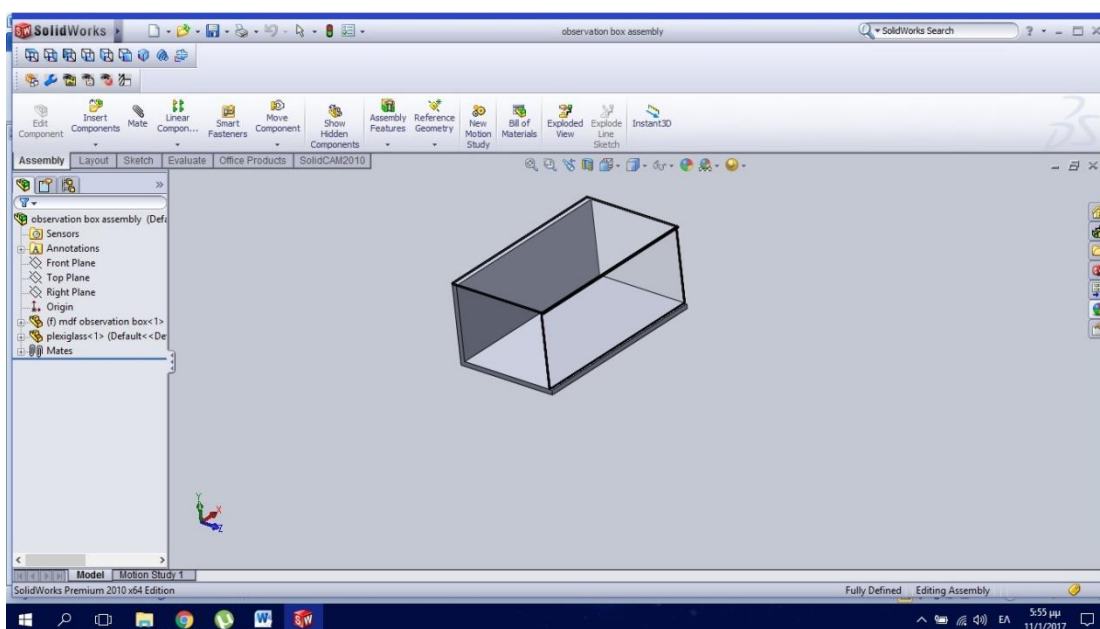 SolidWorks
observation box assembly
SolidWorks Search
?
Edit Component
Insert Components
Mate
Linear Compon...
Smart Fasteners
Move Component
Show Hidden Components
Assembly Features
Reference Geometry
New Motion Study
Bill of Materials
Exploded View
Explode Line Sketch
Instant3D
Assembly Layout Sketch Evaluate Office Products SolidCAM2010
observation box assembly (Defa
Sensors
Annotations
Front Plane
Top Plane
Right Plane
Origin
(f) mdf observation box<1>
plexiglass<1> (Default<<De
Mates
Y
X
Z
Model Motion Study 1
SolidWorks Premium 2010 x64 Edition
Fully Defined Editing Assembly
ΕΛ
5:55 μμ
11/1/2017